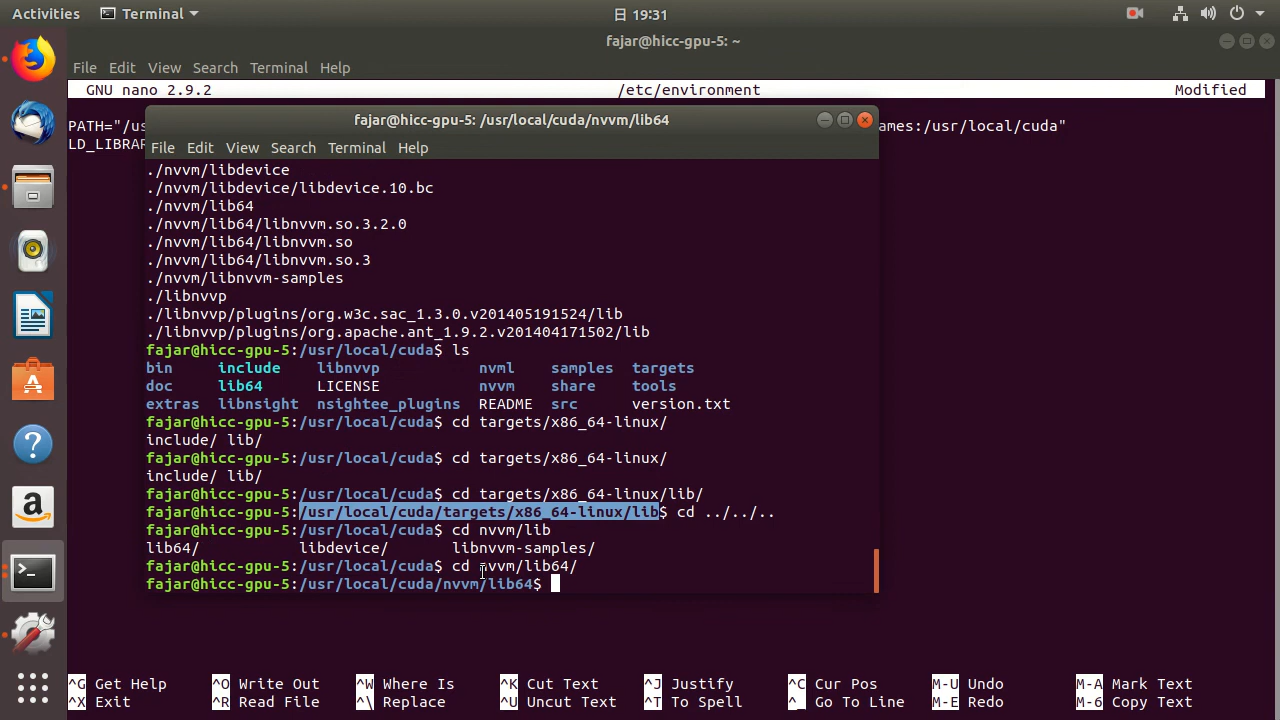 Activities Terminal 日 19:31
fajar@hicc-gpu-5: ~
File Edit View Search Terminal Help
GNU nano 2.9.2 /etc/environment Modified
PATH="/us ames:/usr/local/cuda"
LD_LIBRAR
fajar@hicc-gpu-5: /usr/local/cuda/nvvm/lib64
File Edit View Search Terminal Help
./nvvm/libdevice
./nvvm/libdevice/libdevice.10.bc
./nvvm/lib64
./nvvm/lib64/libnvvm.so.3.2.0
./nvvm/lib64/libnvvm.so
./nvvm/lib64/libnvvm.so.3
./nvvm/libnvvm-samples
./libnvvp
./libnvvp/plugins/org.w3c.sac_1.3.0.v201405191524/lib
./libnvvp/plugins/org.apache.ant_1.9.2.v201404171502/lib
fajar@hicc-gpu-5:/usr/local/cuda$ ls
bin include libnvvp nvml samples targets
doc lib64 LICENSE nvvm share tools
extras libnsight nsightee_plugins README src version.txt
fajar@hicc-gpu-5:/usr/local/cuda$ cd targets/x86_64-linux/
include/ lib/
fajar@hicc-gpu-5:/usr/local/cuda$ cd targets/x86_64-linux/
include/ lib/
fajar@hicc-gpu-5:/usr/local/cuda$ cd targets/x86_64-linux/lib/
fajar@hicc-gpu-5:/usr/local/cuda/targets/x86_64-linux/lib$ cd ../../..
fajar@hicc-gpu-5:/usr/local/cuda$ cd nvvm/lib
lib64/ libdevice/ libnvvm-samples/
fajar@hicc-gpu-5:/usr/local/cuda$ cd nvvm/lib64/
fajar@hicc-gpu-5:/usr/local/cuda/nvvm/lib64$
^G Get Help ^O Write Out ^W Where Is ^K Cut Text ^J Justify ^C Cur Pos M-U Undo M-A Mark Text
^X Exit ^R Read File ^\ Replace ^U Uncut Text ^T To Spell ^_ Go To Line M-E Redo M-6 Copy Text